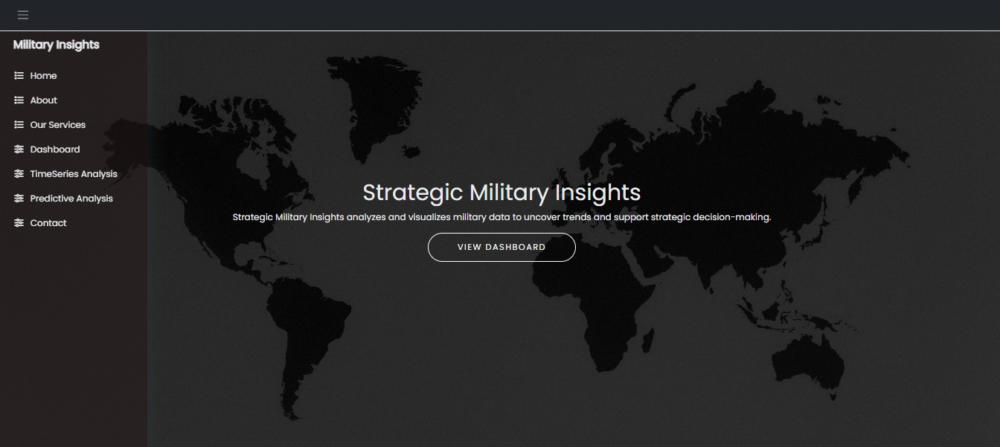 Military Insights
Home
About
Our Services
Dashboard
TimeSeries Analysis
Predictive Analysis
Contact
Strategic Military Insights
Strategic Military Insights analyzes and visualizes military data to uncover trends and support strategic decision-making.
VIEW DASHBOARD